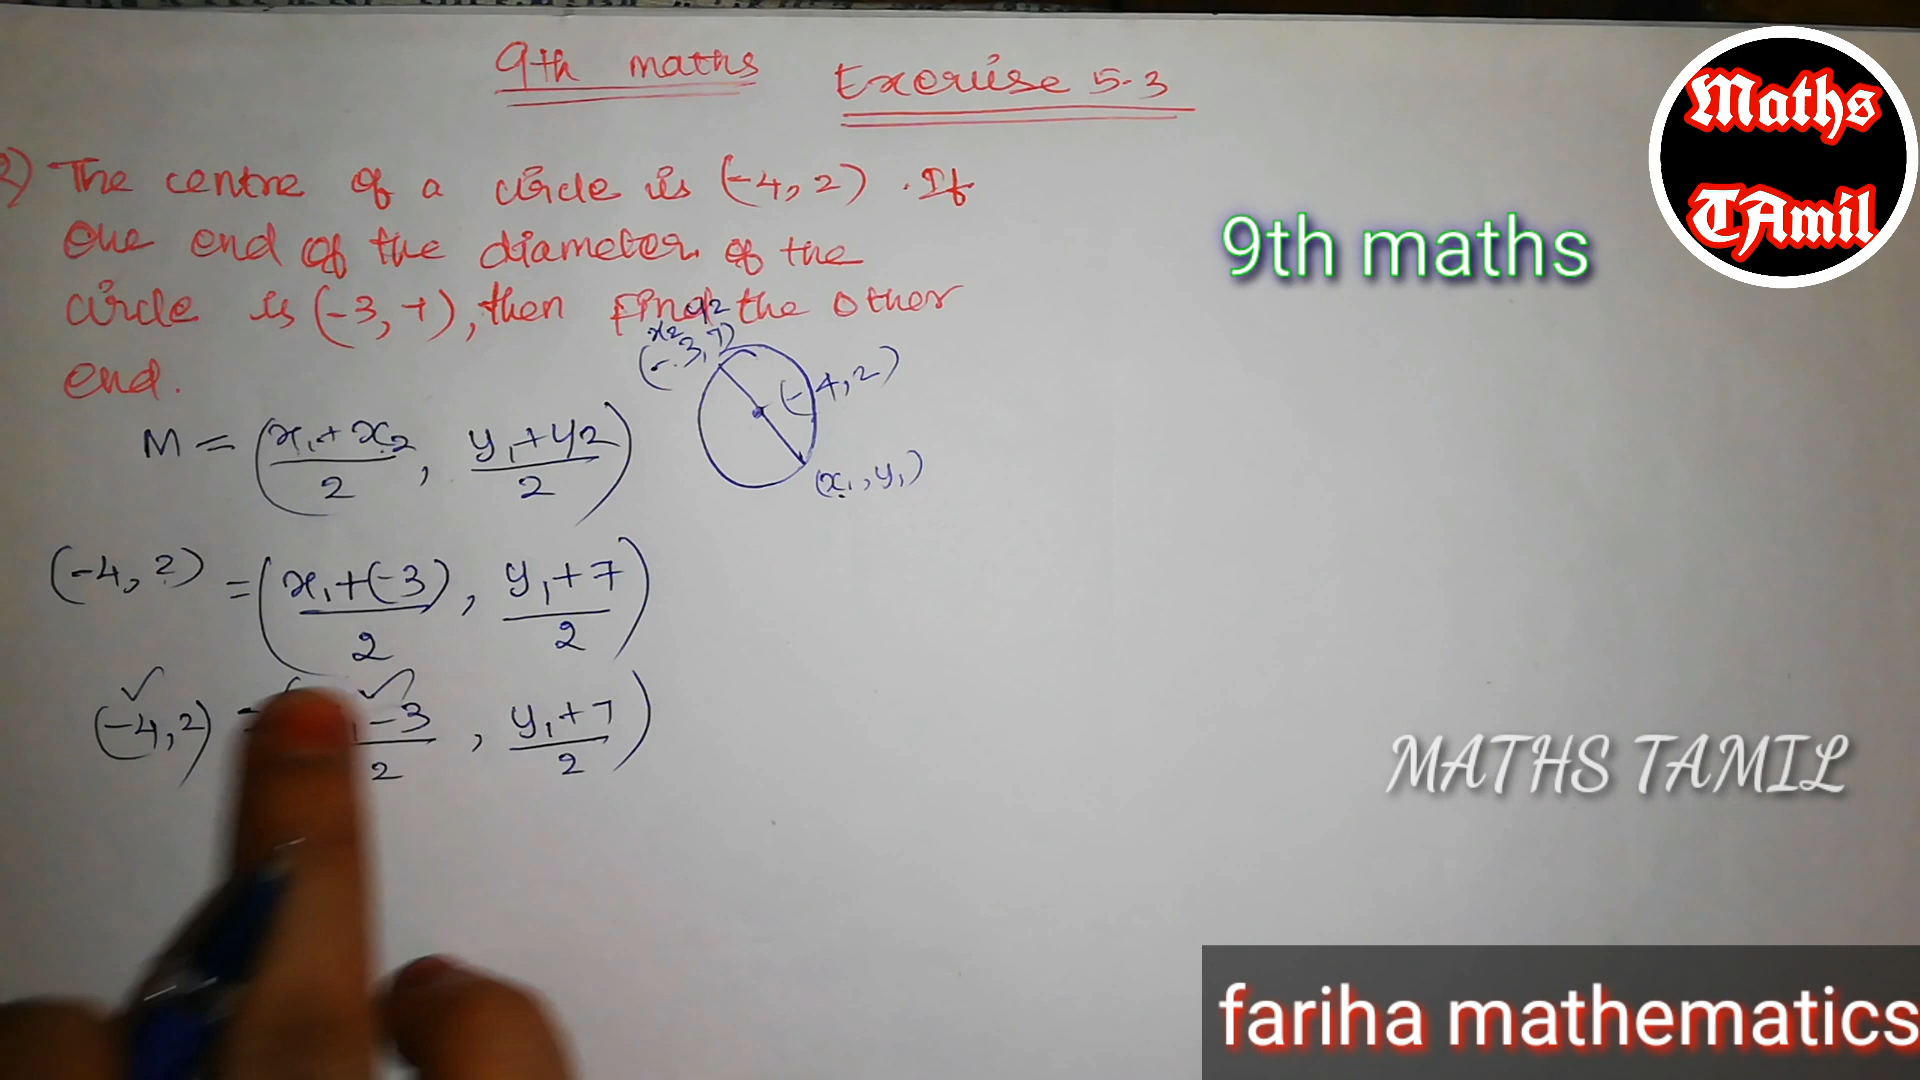 9th maths Exercise 5.3
2) The centre of a circle is (-4,2). If
one end of the diameter of the
circle is (-3,7), then find the other
end.
x2 y2
(-3,7)
(-4,2)
(x₁,y₁)
M = (x₁+x₂/2, y₁+y2/2)
(-4,2) = (x₁+(-3)/2, y₁+7/2)
✓ ✓
(-4,2) = -3/2, y₁+7/2)
Maths
TAmil
9th maths
MATHS TAMIL
fariha mathematics